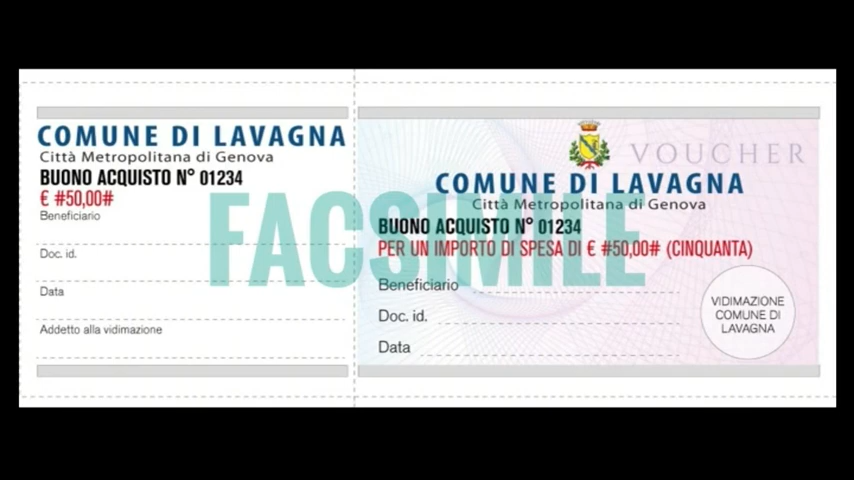 COMUNE DI LAVAGNA
Città Metropolitana di Genova
BUONO ACQUISTO N° 01234
€ #50,00#
Beneficiario
Doc. id.
Data
Addetto alla vidimazione
VOUCHER
COMUNE DI LAVAGNA
Città Metropolitana di Genova
BUONO ACQUISTO N° 01234
PER UN IMPORTO DI SPESA DI € #50,00# (CINQUANTA)
Beneficiario
Doc. id.
Data
VIDIMAZIONE
COMUNE DI
LAVAGNA
FACSIMILE